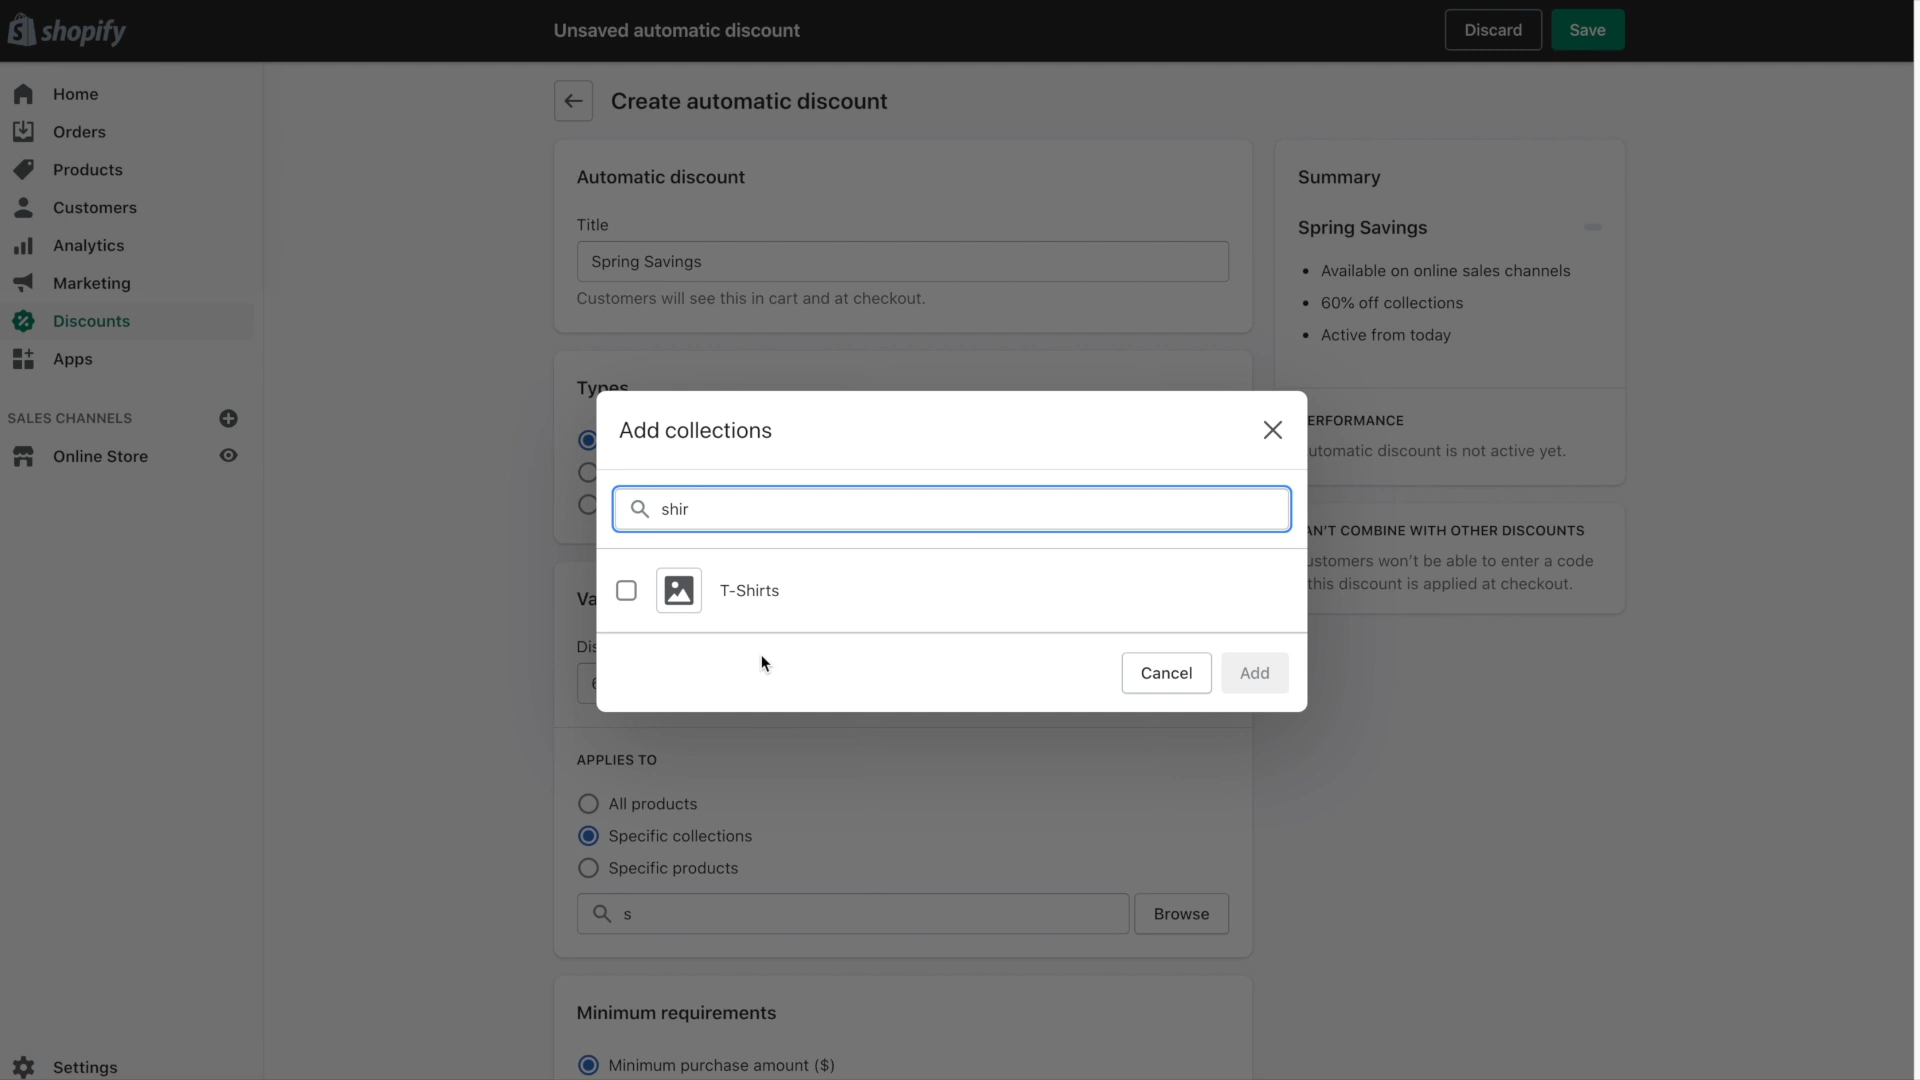 shopify
Unsaved automatic discount
Discard
Save
Home
Orders
Products
Customers
Analytics
Marketing
Discounts
Apps
SALES CHANNELS
Online Store
Settings
Create automatic discount
Automatic discount
Title
Spring Savings
Customers will see this in cart and at checkout.
Types
Add collections
shir
T-Shirts
Cancel
Add
APPLIES TO
All products
Specific collections
Specific products
s
Browse
Minimum requirements
Minimum purchase amount ($)
Summary
Spring Savings
Available on online sales channels
60% off collections
Active from today
ERFORMANCE
utomatic discount is not active yet.
AN'T COMBINE WITH OTHER DISCOUNTS
ustomers won't be able to enter a code
this discount is applied at checkout.